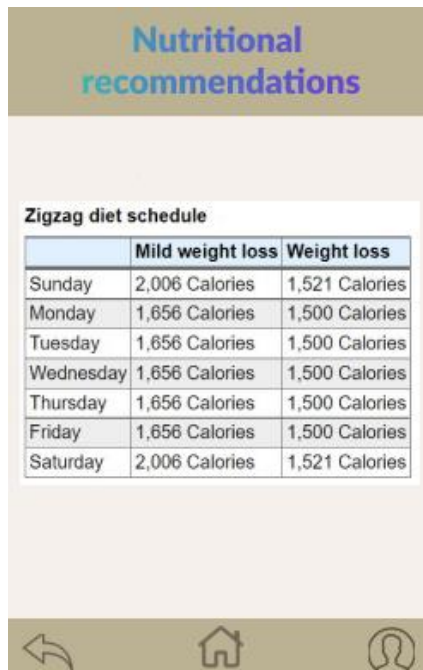 Nutritional
recommendations
Zigzag diet schedule
Mild weight loss Weight loss
Sunday 2,006 Calories 1,521 Calories
Monday 1,656 Calories 1,500 Calories
Tuesday 1,656 Calories 1,500 Calories
Wednesday 1,656 Calories 1,500 Calories
Thursday 1,656 Calories 1,500 Calories
Friday 1,656 Calories 1,500 Calories
Saturday 2,006 Calories 1,521 Calories